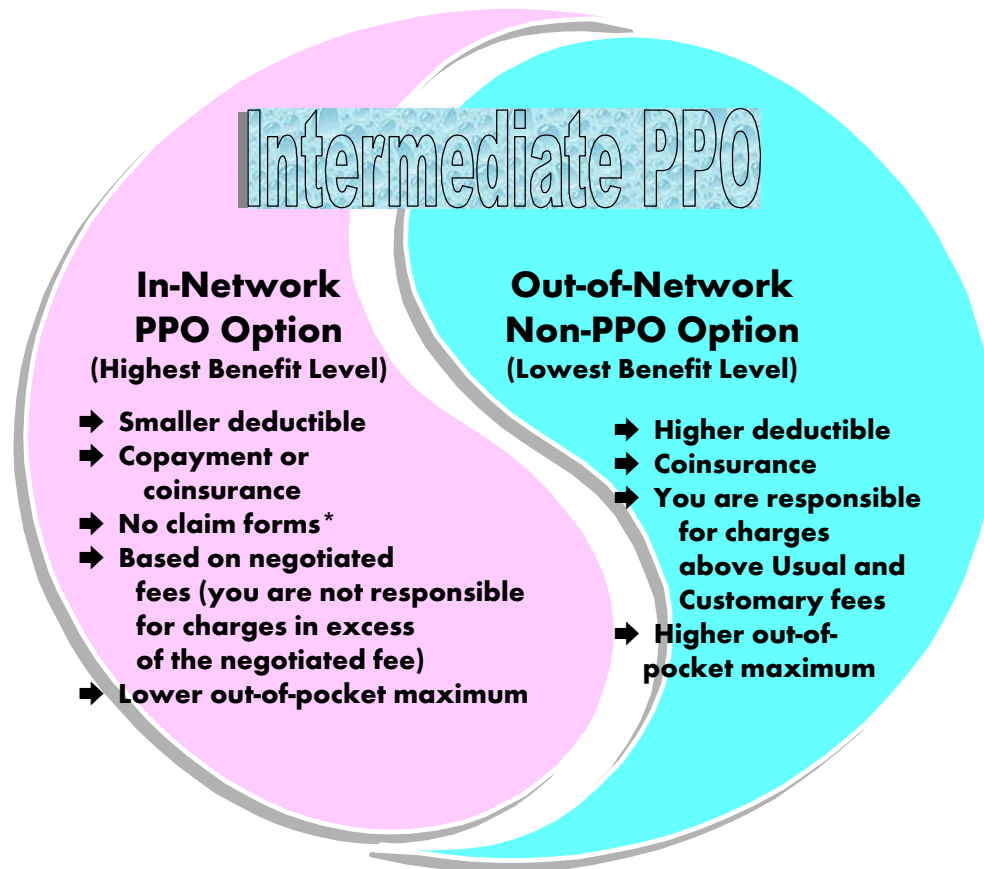 Intermediate PPO
In-Network
PPO Option
(Highest Benefit Level)
➡ Smaller deductible
➡ Copayment or
coinsurance
➡ No claim forms*
➡ Based on negotiated
fees (you are not responsible
for charges in excess
of the negotiated fee)
➡ Lower out-of-pocket maximum
Out-of-Network
Non-PPO Option
(Lowest Benefit Level)
➡ Higher deductible
➡ Coinsurance
➡ You are responsible
for charges
above Usual and
Customary fees
➡ Higher out-of-
pocket maximum